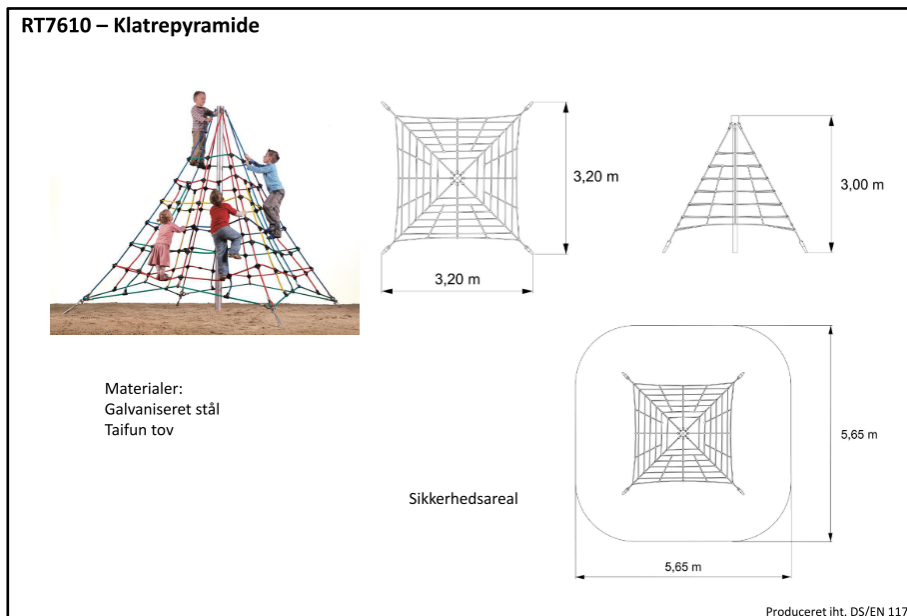 RT7610 – Klatrepyramide
3,20 m
3,20 m
3,00 m
Materialer:
Galvaniseret stål
Taifun tov
Sikkerhedsareal
5,65 m
5,65 m
Produceret iht. DS/EN 117